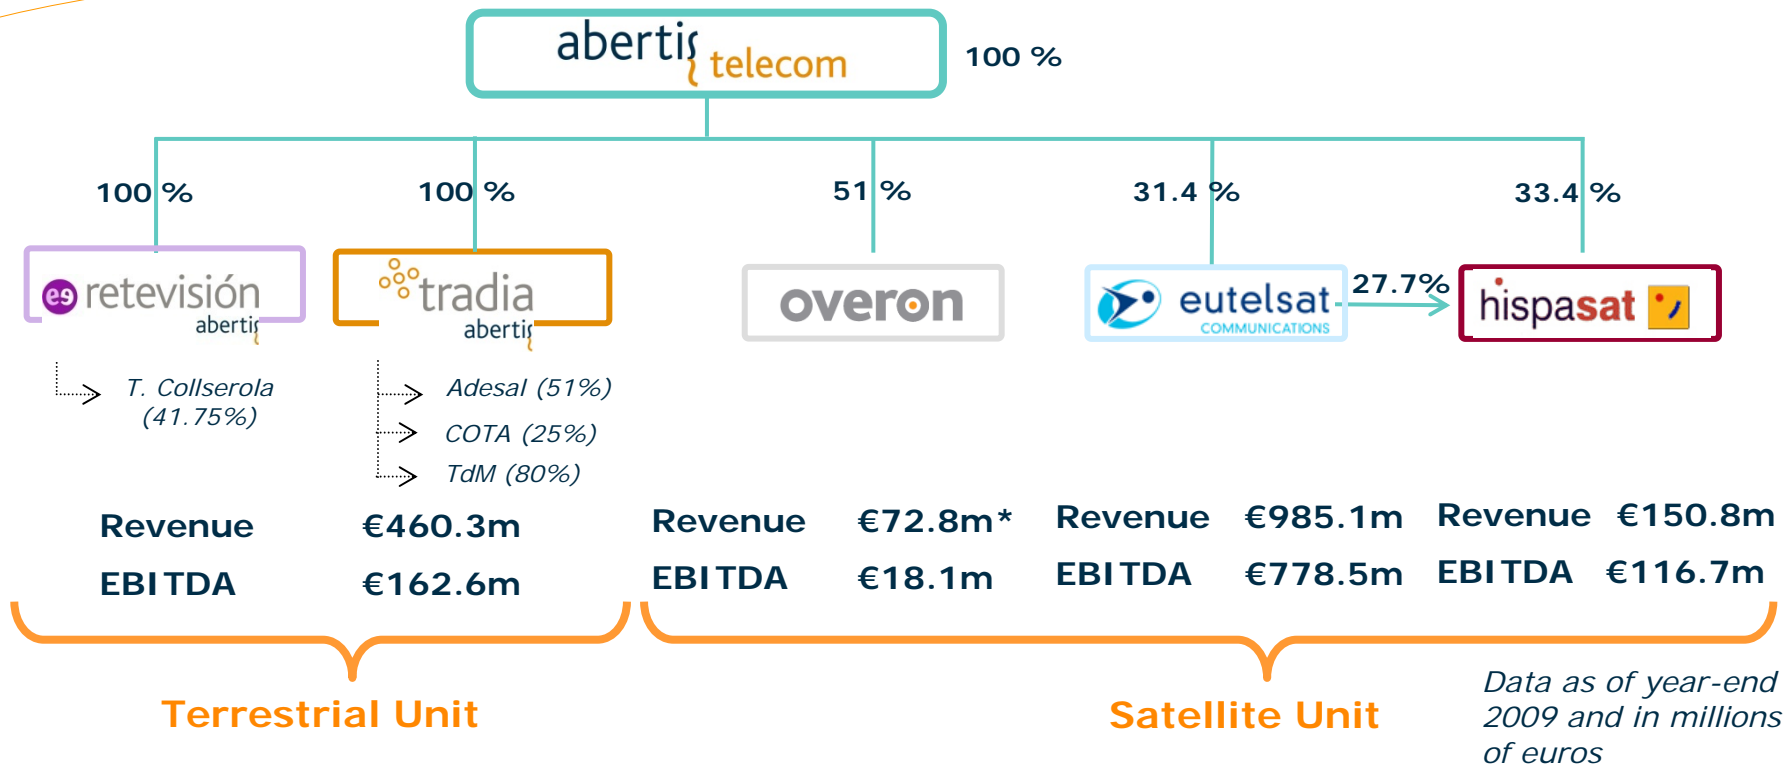 abertis telecom
100 %
100 %
100 %
51 %
31.4 %
33.4 %
retevisión
abertis
tradia
abertis
overon
eutelsat
COMMUNICATIONS
27.7%
hispasat
T. Collserola
(41.75%)
Adesal (51%)
COTA (25%)
TdM (80%)
Revenue €460.3m
EBITDA €162.6m
Revenue €72.8m*
EBITDA €18.1m
Revenue €985.1m
EBITDA €778.5m
Revenue €150.8m
EBITDA €116.7m
Terrestrial Unit
Satellite Unit
Data as of year-end
2009 and in millions
of euros